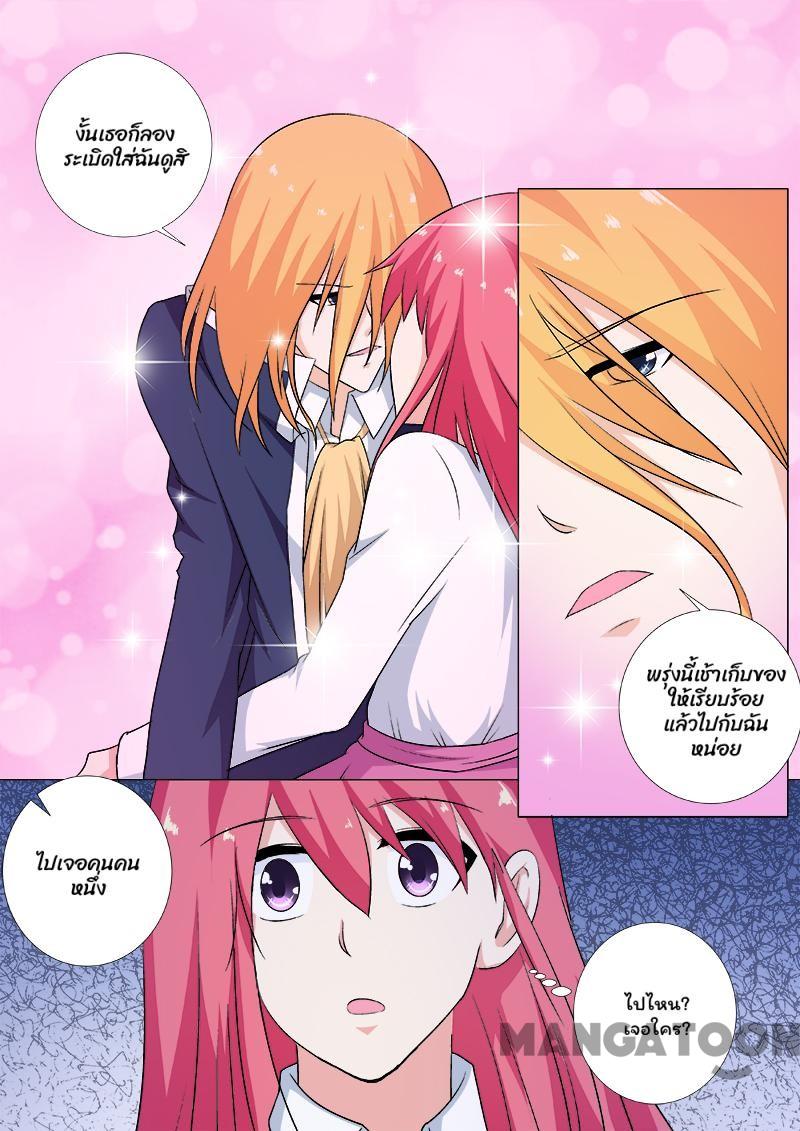 งั้นเธอก็ลอง
ระเบิดใส่ฉันดูสิ
พรุ่งนี้เช้าเก็บของ
ให้เรียบร้อย
แล้วไปกับฉัน
หน่อย
ไปเจอคุนคน
หนึ่ง
ไปไหน?
เจอใคร?
MANGATOON